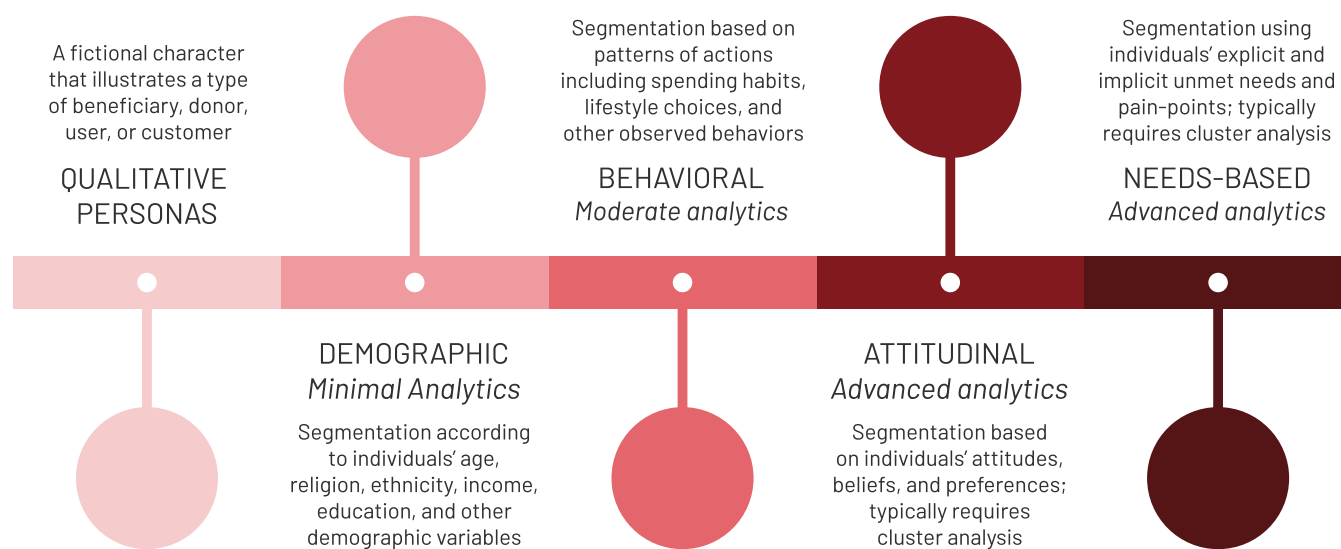 A fictional character
that illustrates a type
of beneficiary, donor,
user, or customer
QUALITATIVE
PERSONAS
DEMOGRAPHIC
Minimal Analytics
Segmentation according
to individuals’ age,
religion, ethnicity, income,
education, and other
demographic variables
Segmentation based on
patterns of actions
including spending habits,
lifestyle choices, and
other observed behaviors
BEHAVIORAL
Moderate analytics
ATTITUDINAL
Advanced analytics
Segmentation based
on individuals’ attitudes,
beliefs, and preferences;
typically requires
cluster analysis
Segmentation using
individuals’ explicit and
implicit unmet needs and
pain-points; typically
requires cluster analysis
NEEDS-BASED
Advanced analytics